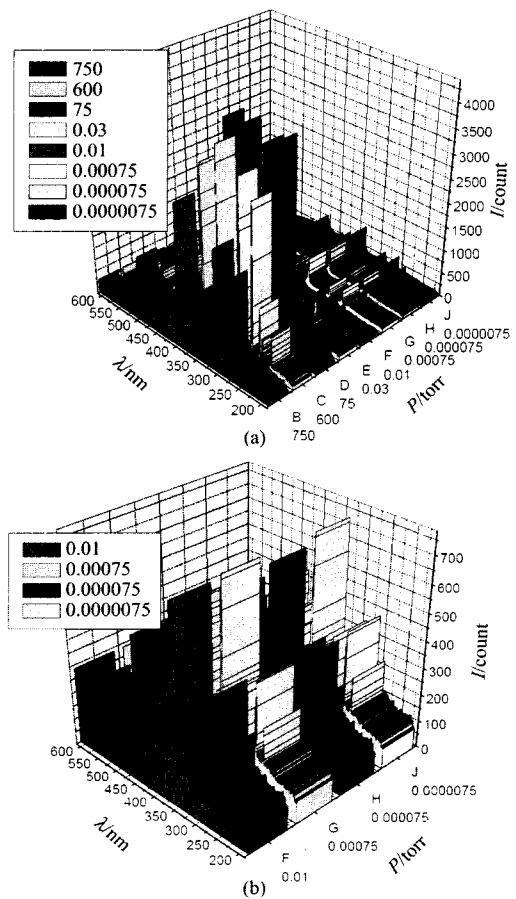 750
600
75
0.03
0.01
0.00075
0.000075
0.0000075
4000
3500
3000
2500
2000
1500
1000
500
0
I/count
600
550
500
450
400
350
300
250
200
λ/nm
B
750
C
600
D
75
E
0.03
F
0.01
G
0.00075
H
0.000075
J
0.0000075
P/torr
(a)
0.01
0.00075
0.000075
0.0000075
700
600
500
400
300
200
100
0
I/count
600
550
500
450
400
350
300
250
200
λ/nm
F
0.01
G
0.00075
H
0.000075
J
0.0000075
P/torr
(b)